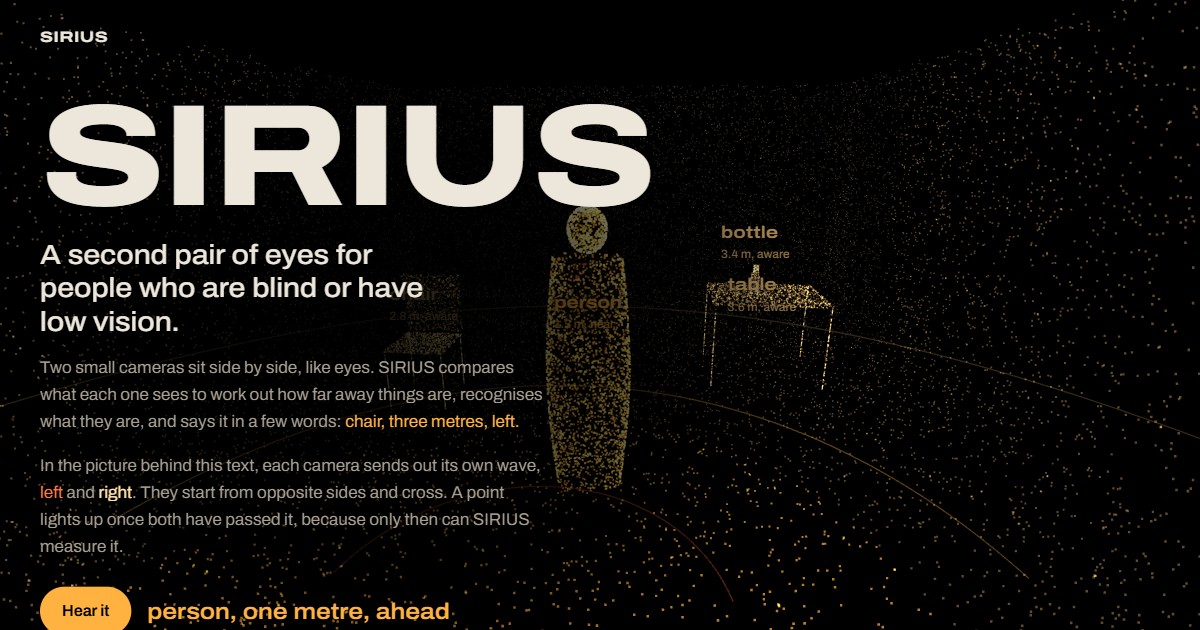 SIRIUS
SIRIUS
A second pair of eyes for
people who are blind or have
low vision.
Two small cameras sit side by side, like eyes. SIRIUS compares
what each one sees to work out how far away things are, recognises
what they are, and says it in a few words: chair, three metres, left.
In the picture behind this text, each camera sends out its own wave,
left and right. They start from opposite sides and cross. A point
lights up once both have passed it, because only then can SIRIUS
measure it.
Hear it
person, one metre, ahead
bottle
3.4 m, aware
table
3.6 m, aware
person
2.8 m, aware